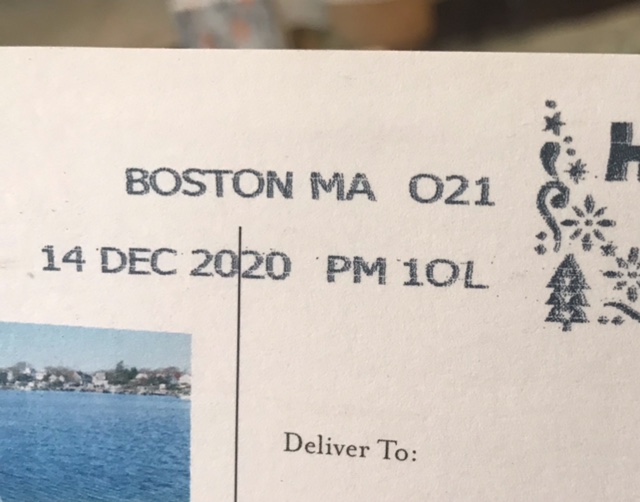 BOSTON MA 021
14 DEC 2020 PM 10L
H
Deliver To: